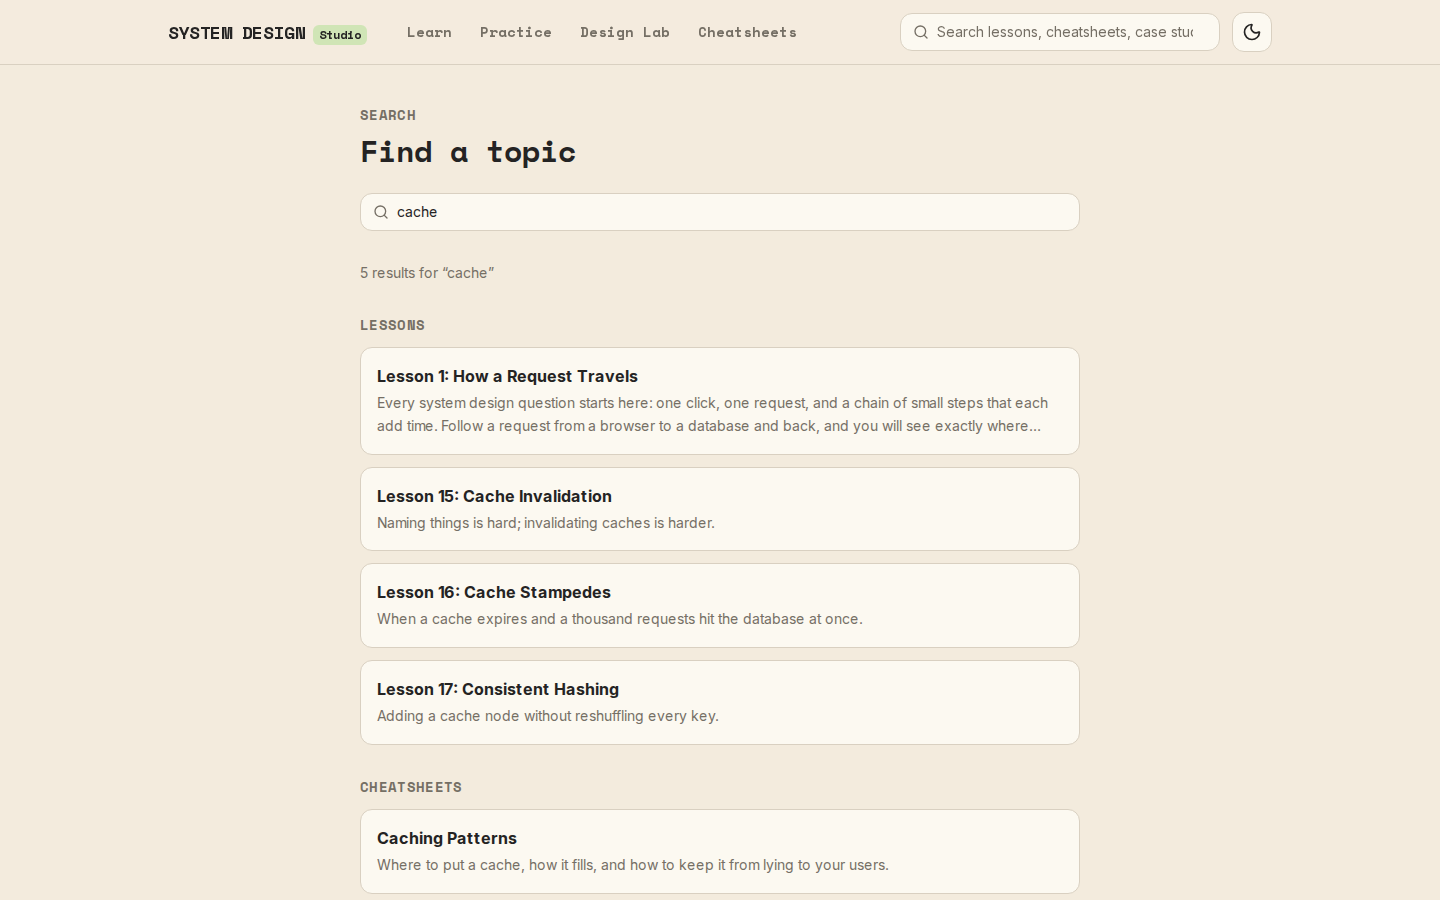 SYSTEM DESIGN Studio Learn Practice Design Lab Cheatsheets Search lessons, cheatsheets, case stu
SEARCH
Find a topic
cache
5 results for “cache”
LESSONS
Lesson 1: How a Request Travels
Every system design question starts here: one click, one request, and a chain of small steps that each
add time. Follow a request from a browser to a database and back, and you will see exactly where...
Lesson 15: Cache Invalidation
Naming things is hard; invalidating caches is harder.
Lesson 16: Cache Stampedes
When a cache expires and a thousand requests hit the database at once.
Lesson 17: Consistent Hashing
Adding a cache node without reshuffling every key.
CHEATSHEETS
Caching Patterns
Where to put a cache, how it fills, and how to keep it from lying to your users.